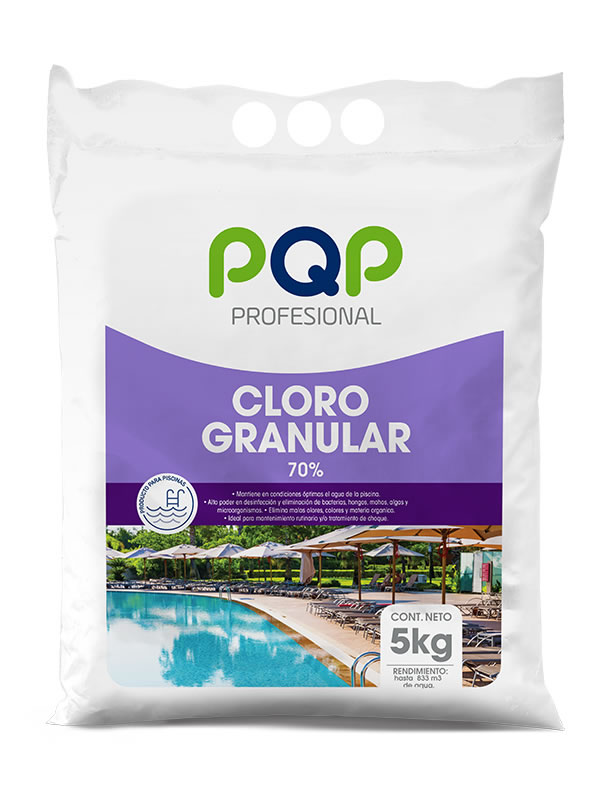 PQP
PROFESIONAL
CLORO
GRANULAR
70%
PRODUCTO PARA PISCINAS
• Mantiene en condiciones óptimas el agua de la piscina.
• Alto poder en desinfección y eliminación de bacterias, hongos, mohos, algas y
microorganismos. • Elimina malos olores, colores y materia organica.
• Ideal para mantenimiento rutinario y/o tratamiento de choque.
CONT. NETO
5kg
RENDIMIENTO:
hasta 833 m3
de agua.